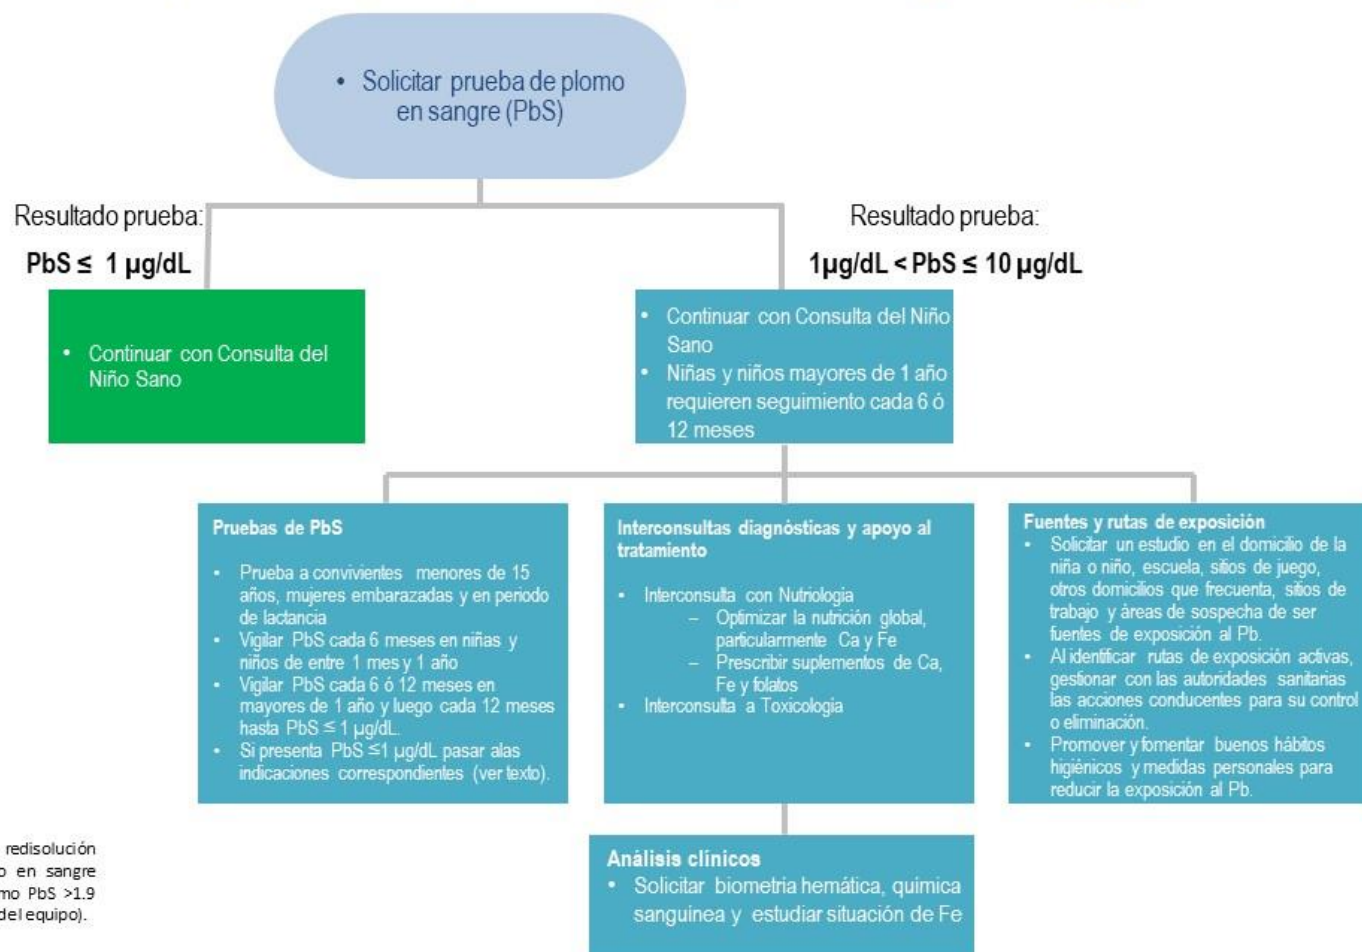 • Solicitar prueba de plomo
en sangre (PbS)
Resultado prueba:
PbS ≤ 1 µg/dL
Resultado prueba:
1µg/dL < PbS ≤ 10 µg/dL
• Continuar con Consulta del
Niño Sano
• Continuar con Consulta del Niño
Sano
• Niñas y niños mayores de 1 año
requieren seguimiento cada 6 ó
12 meses
Pruebas de PbS
• Prueba a convivientes menores de 15
años, mujeres embarazadas y en periodo
de lactancia
• Vigilar PbS cada 6 meses en niñas y
niños de entre 1 mes y 1 año
• Vigilar PbS cada 6 ó 12 meses en
mayores de 1 año y luego cada 12 meses
hasta PbS ≤ 1 µg/dL.
• Si presenta PbS ≤1 µg/dL pasar alas
indicaciones correspondientes (ver texto).
Interconsultas diagnósticas y apoyo al
tratamiento
• Interconsulta con Nutriología
– Optimizar la nutrición global,
particularmente Ca y Fe
– Prescribir suplementos de Ca,
Fe y folatos
• Interconsulta a Toxicología
Fuentes y rutas de exposición
• Solicitar un estudio en el domicilio de la
niña o niño, escuela, sitios de juego,
otros domicilios que frecuenta, sitios de
trabajo y áreas de sospecha de ser
fuentes de exposición al Pb.
• Al identificar rutas de exposición activas,
gestionar con las autoridades sanitarias
las acciones conducentes para su control
o eliminación.
• Promover y fomentar buenos hábitos
higiénicos y medidas personales para
reducir la exposición al Pb.
Análisis clínicos
• Solicitar biometría hemática, química
sanguínea y estudiar situación de Fe
redisolución
o en sangre
mo PbS >1.9
del equipo).